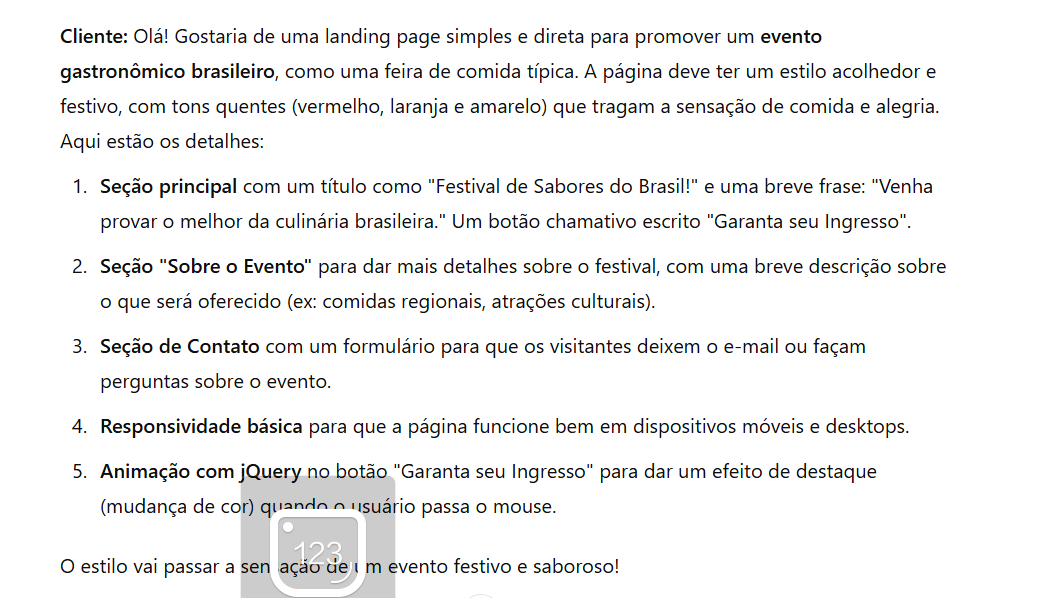 Cliente: Olá! Gostaria de uma landing page simples e direta para promover um evento
gastronômico brasileiro, como uma feira de comida típica. A página deve ter um estilo acolhedor e
festivo, com tons quentes (vermelho, laranja e amarelo) que tragam a sensação de comida e alegria.
Aqui estão os detalhes:
1. Seção principal com um título como "Festival de Sabores do Brasil!" e uma breve frase: "Venha
provar o melhor da culinária brasileira." Um botão chamativo escrito "Garanta seu Ingresso".
2. Seção "Sobre o Evento" para dar mais detalhes sobre o festival, com uma breve descrição sobre
o que será oferecido (ex: comidas regionais, atrações culturais).
3. Seção de Contato com um formulário para que os visitantes deixem o e-mail ou façam
perguntas sobre o evento.
4. Responsividade básica para que a página funcione bem em dispositivos móveis e desktops.
5. Animação com jQuery no botão "Garanta seu Ingresso" para dar um efeito de destaque
(mudança de cor) quando o usuário passa o mouse.
123
O estilo vai passar a sensação de um evento festivo e saboroso!